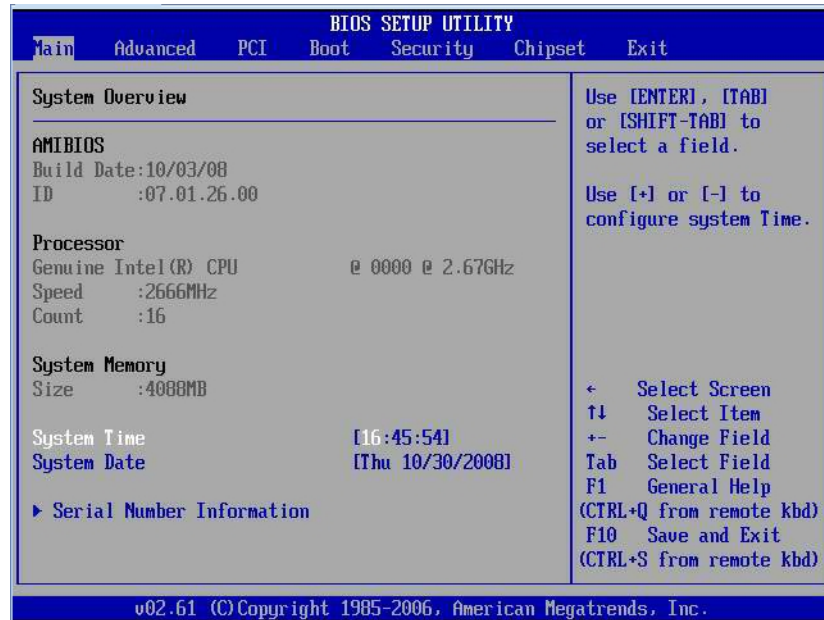 BIOS SETUP UTILITY
Main Advanced PCI Boot Security Chipset Exit
System Overview
AMIBIOS
Build Date:10/03/08
ID :07.01.26.00
Processor
Genuine Intel(R) CPU @ 0000 @ 2.67GHz
Speed :2666MHz
Count :16
System Memory
Size :4088MB
System Time [16:45:54]
System Date [Thu 10/30/2008]
▶ Serial Number Information
Use [ENTER], [TAB]
or [SHIFT-TAB] to
select a field.
Use [+] or [-] to
configure system Time.
← Select Screen
↑↓ Select Item
+- Change Field
Tab Select Field
F1 General Help
(CTRL+Q from remote kbd)
F10 Save and Exit
(CTRL+S from remote kbd)
v02.61 (C)Copyright 1985-2006, American Megatrends, Inc.